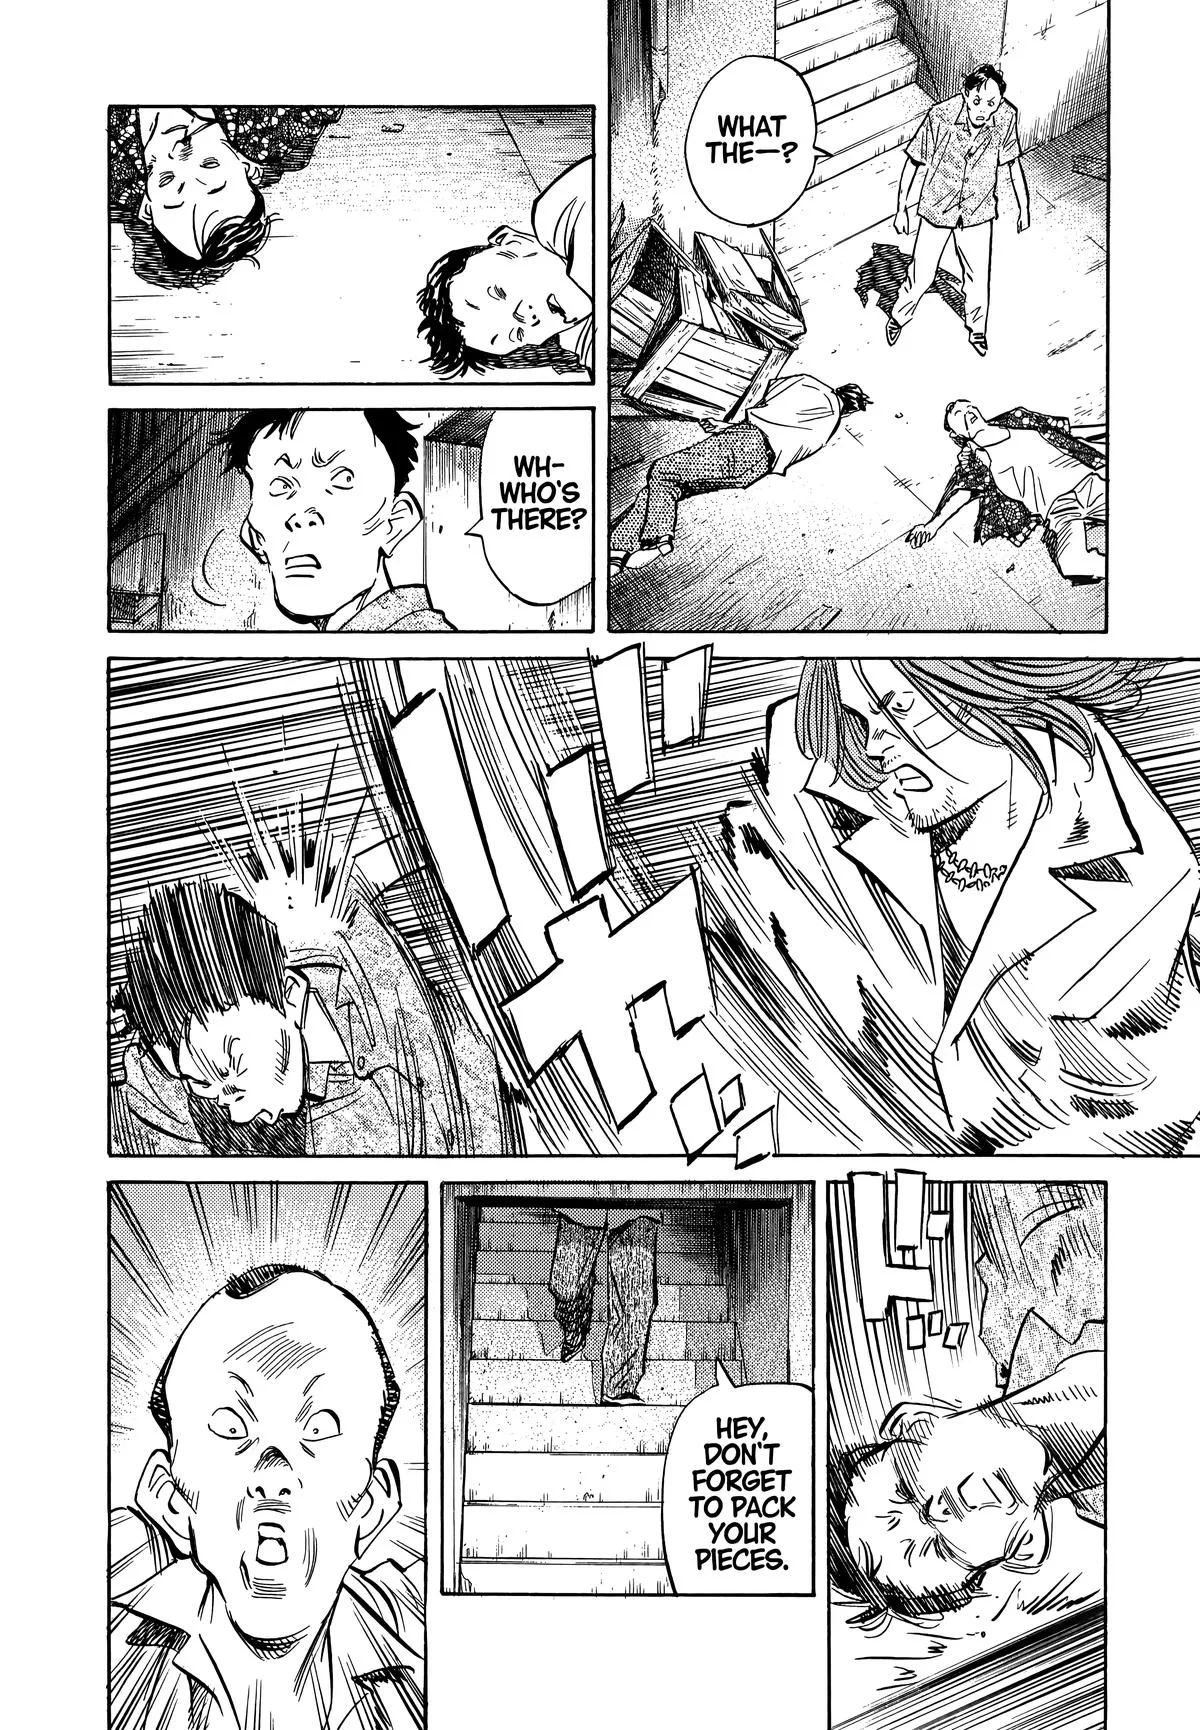 WHAT
THE—?
WH-
WHO'S
THERE?
HEY,
DON'T
FORGET
TO PACK
YOUR
PIECES.